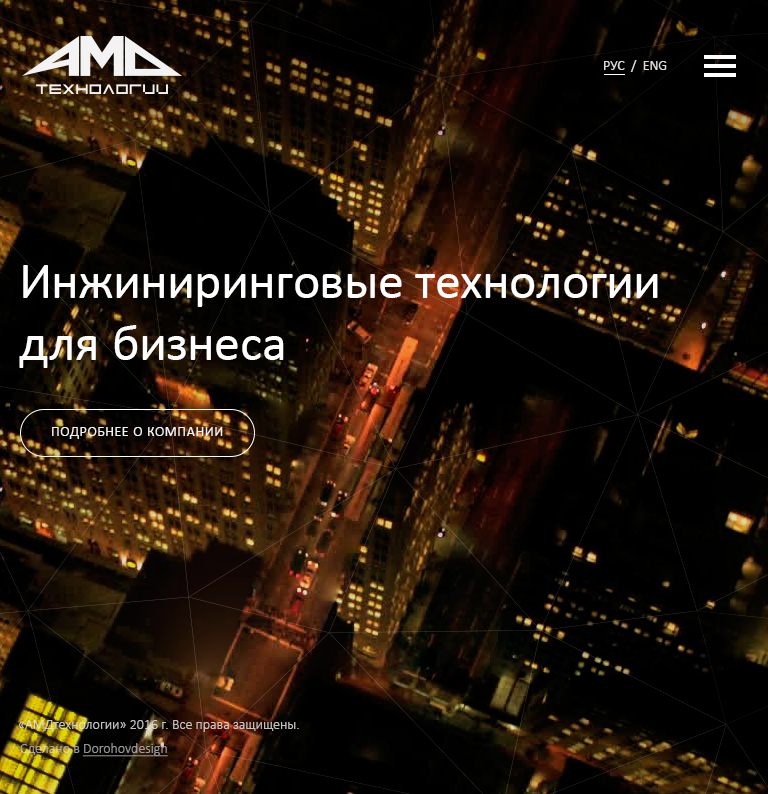 АМД
ТЕХНОЛОГИИ
РУС / ENG
Инжиниринговые технологии
для бизнеса
ПОДРОБНЕЕ О КОМПАНИИ
«АМДтехнологии» 2016 г. Все права защищены.
Сделано в Dorohovdesign